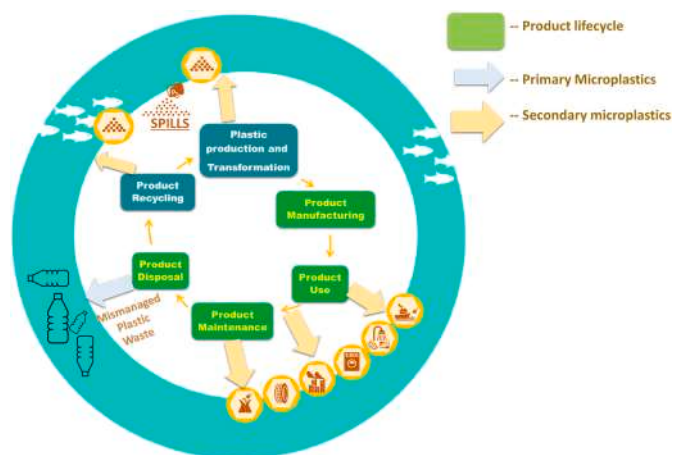 -- Product lifecycle
-- Primary Microplastics
-- Secondary microplastics
SPILLS
Plastic
production and
Transformation
Product
Recycling
Product
Manufacturing
Product
Disposal
Product
Use
Product
Maintenance
Mismanaged
Plastic
Waste